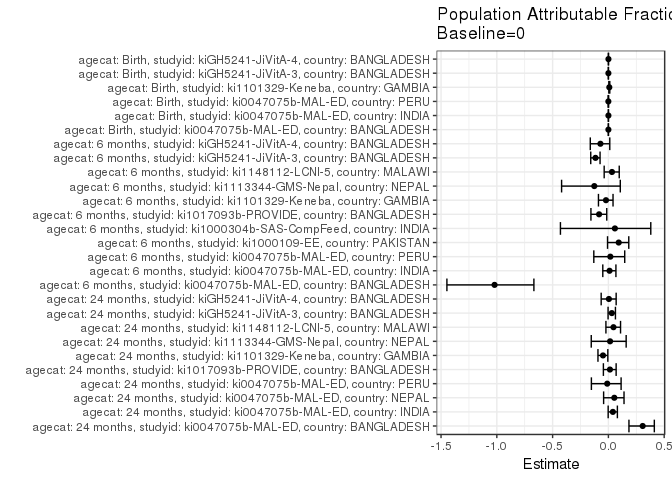 Population Attributable Fractic
Baseline=0
agecat: Birth, studyid: kiGH5241-JiVitA-4, country: BANGLADESH
agecat: Birth, studyid: kiGH5241-JiVitA-3, country: BANGLADESH
agecat: Birth, studyid: ki1101329-Keneba, country: GAMBIA
agecat: Birth, studyid: ki0047075b-MAL-ED, country: PERU
agecat: Birth, studyid: ki0047075b-MAL-ED, country: INDIA
agecat: Birth, studyid: ki0047075b-MAL-ED, country: BANGLADESH
agecat: 6 months, studyid: kiGH5241-JiVitA-4, country: BANGLADESH
agecat: 6 months, studyid: kiGH5241-JiVitA-3, country: BANGLADESH
agecat: 6 months, studyid: ki1148112-LCNI-5, country: MALAWI
agecat: 6 months, studyid: ki1113344-GMS-Nepal, country: NEPAL
agecat: 6 months, studyid: ki1101329-Keneba, country: GAMBIA
agecat: 6 months, studyid: ki1017093b-PROVIDE, country: BANGLADESH
agecat: 6 months, studyid: ki1000304b-SAS-CompFeed, country: INDIA
agecat: 6 months, studyid: ki1000109-EE, country: PAKISTAN
agecat: 6 months, studyid: ki0047075b-MAL-ED, country: PERU
agecat: 6 months, studyid: ki0047075b-MAL-ED, country: INDIA
agecat: 6 months, studyid: ki0047075b-MAL-ED, country: BANGLADESH
agecat: 24 months, studyid: kiGH5241-JiVitA-4, country: BANGLADESH
agecat: 24 months, studyid: kiGH5241-JiVitA-3, country: BANGLADESH
agecat: 24 months, studyid: ki1148112-LCNI-5, country: MALAWI
agecat: 24 months, studyid: ki1113344-GMS-Nepal, country: NEPAL
agecat: 24 months, studyid: ki1101329-Keneba, country: GAMBIA
agecat: 24 months, studyid: ki1017093b-PROVIDE, country: BANGLADESH
agecat: 24 months, studyid: ki0047075b-MAL-ED, country: PERU
agecat: 24 months, studyid: ki0047075b-MAL-ED, country: NEPAL
agecat: 24 months, studyid: ki0047075b-MAL-ED, country: INDIA
agecat: 24 months, studyid: ki0047075b-MAL-ED, country: BANGLADESH
-1.5 -1.0 -0.5 0.0 0.5
Estimate